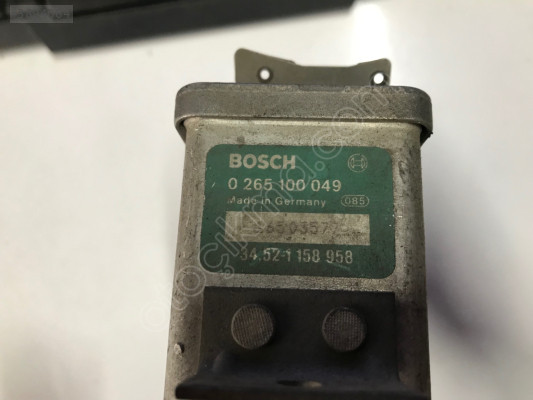 BOSCH
0 265 100 049
Made in Germany 085
34.52-1 158 958